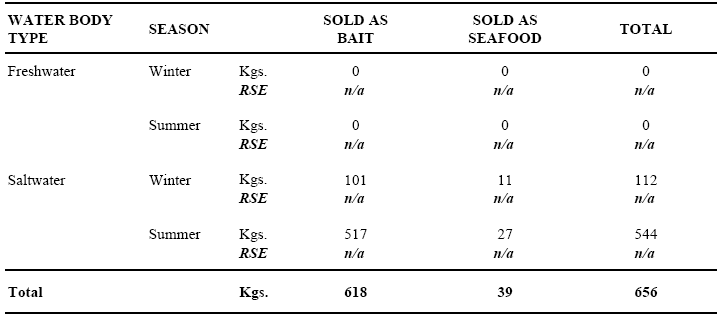 WATER BODY TYPE SEASON SOLD AS BAIT SOLD AS SEAFOOD TOTAL
Freshwater Winter Kgs. 0 0 0
RSE n/a n/a n/a
Summer Kgs. 0 0 0
RSE n/a n/a n/a
Saltwater Winter Kgs. 101 11 112
RSE n/a n/a n/a
Summer Kgs. 517 27 544
RSE n/a n/a n/a
Total Kgs. 618 39 656